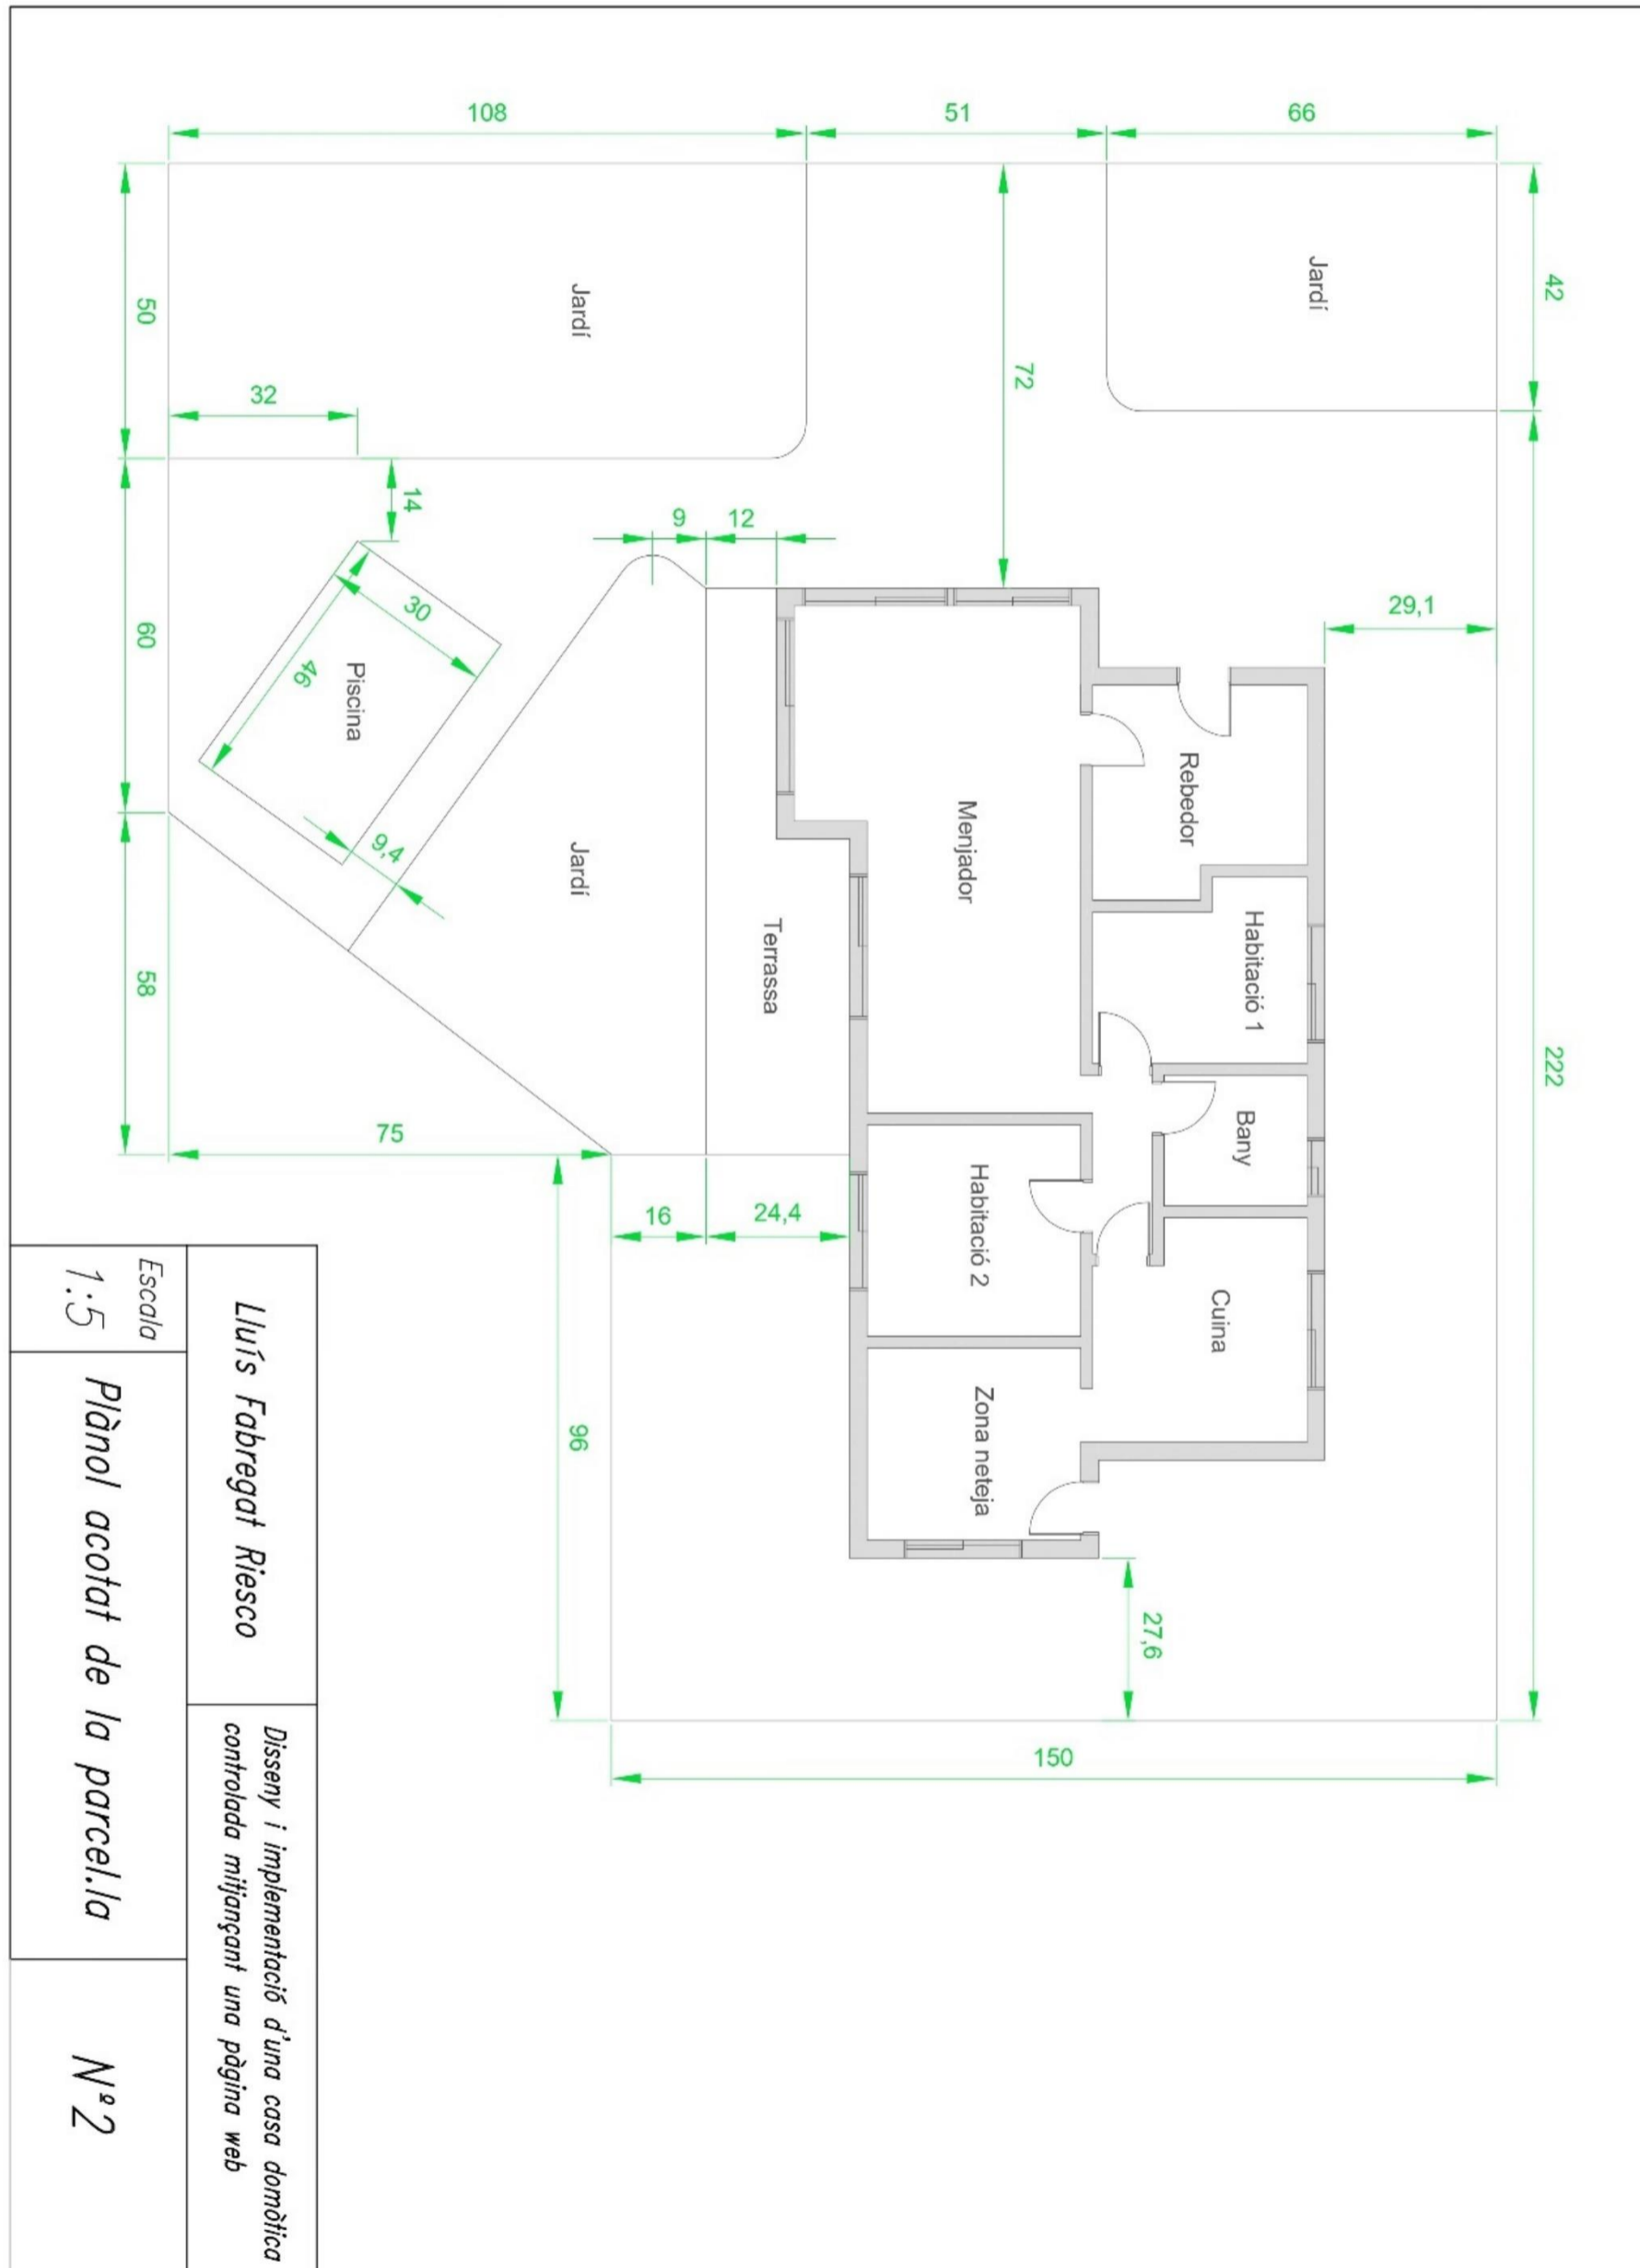 108
51
66
42
50
32
72
14
9
12
29,1
30
46
60
9,4
58
75
16
24,4
96
222
27,6
150
Jardí
Jardí
Jardí
Piscina
Terrassa
Menjador
Rebedor
Habitació 1
Bany
Habitació 2
Cuina
Zona neteja
Lluís Fabregat Riesco
Disseny i implementació d'una casa domòtica
controlada mitjançant una pàgina web
Escala
1:5
Plànol acotat de la parcel.la
Nº2